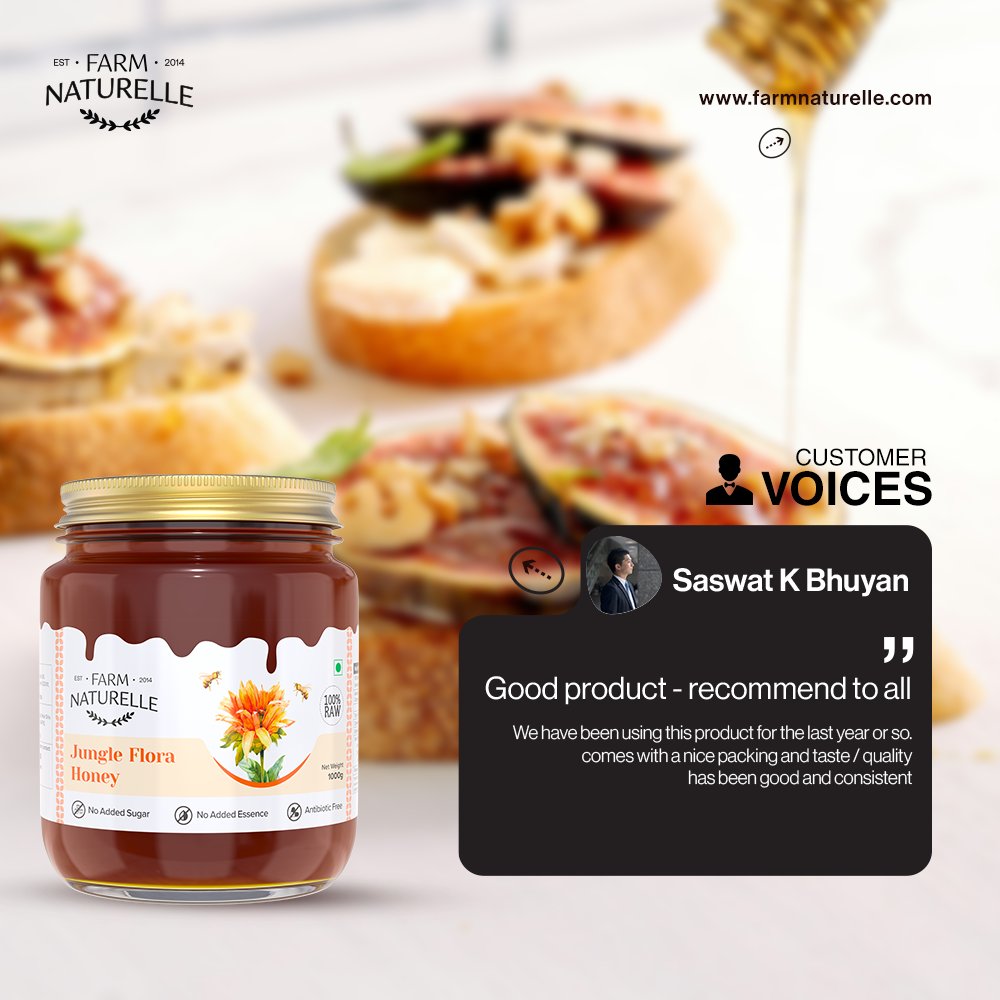 EST · FARM · 2014
NATURELLE
www.farmnaturelle.com
CUSTOMER
VOICES
Saswat K Bhuyan
”
Good product - recommend to all
We have been using this product for the last year or so.
comes with a nice packing and taste / quality
has been good and consistent
EST · FARM · 2014
NATURELLE
100%
RAW
Jungle Flora
Honey
Net Weight
1000g
No Added Sugar
No Added Essence
Antibiotic Free